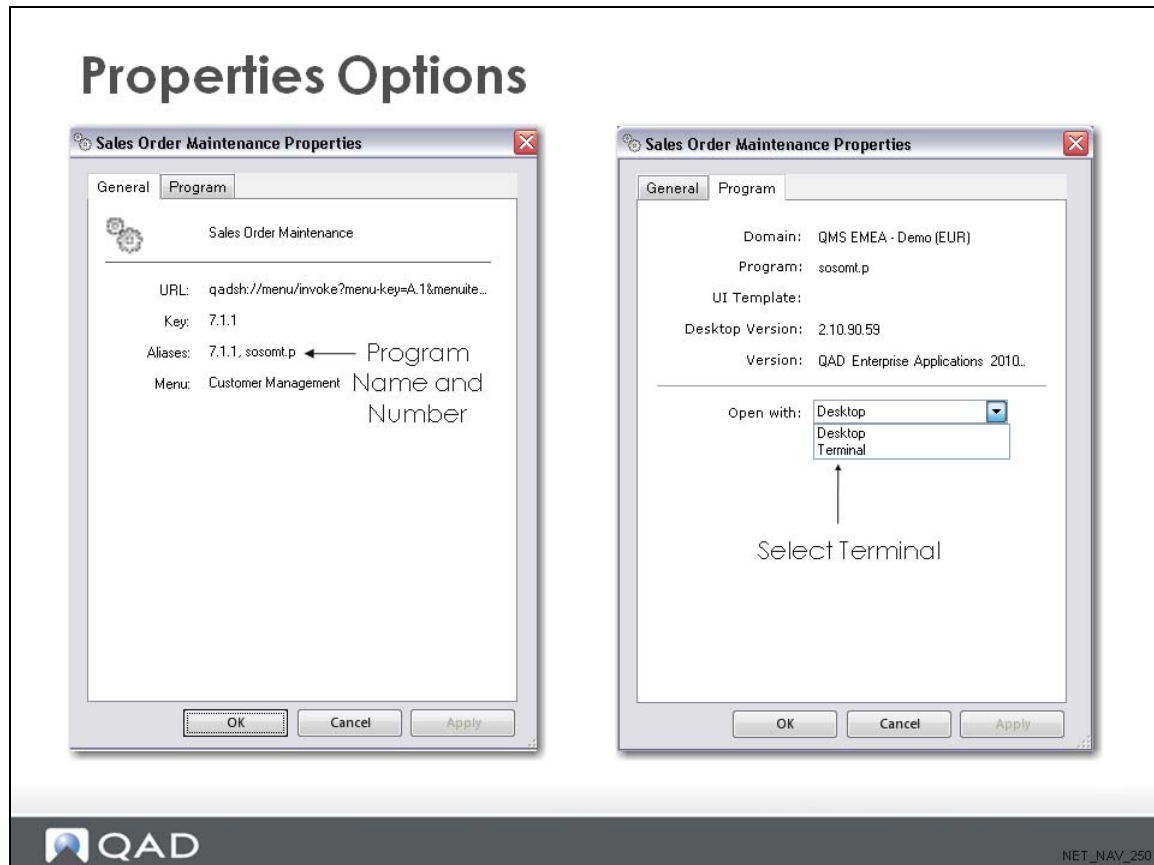 Properties Options
Sales Order Maintenance Properties
General Program
Sales Order Maintenance
URL: qadsh://menu/invoke?menu-key=A.1&menuite...
Key: 7.1.1
Aliases: 7.1.1, sosomt.p
Menu: Customer Management
Program
Name and
Number
OK Cancel Apply
Sales Order Maintenance Properties
General Program
Domain: QMS EMEA - Demo (EUR)
Program: sosomt.p
UI Template:
Desktop Version: 2.10.90.59
Version: QAD Enterprise Applications 2010...
Open with: Desktop
Desktop
Terminal
Select Terminal
OK Cancel Apply
QAD
NET_NAV_250